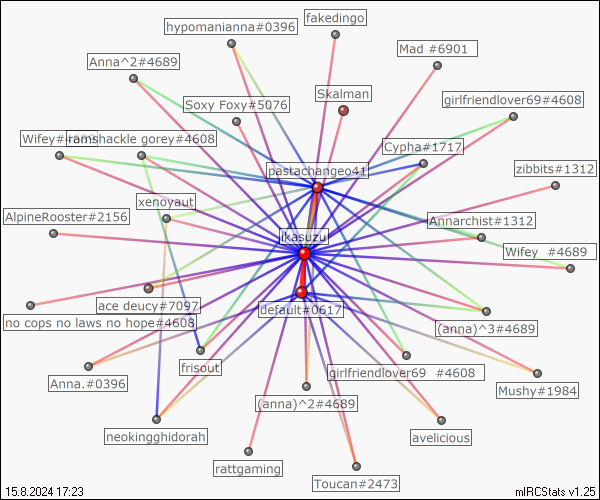 fakedingo
hypomanianna#0396
Mad #6901
Anna^2#4689
Skalman
girlfriendlover69#4608
Soxy Foxy#5076
Wifey#
ramshackle gorey#4608
Cypha#1717
pastachangeo41
zibbits#1312
xenoyaut
AlpineRooster#2156
Annarchist#1312
ikasuzu
Wifey #4689
ace deucy#7097
default#0617
no cops no laws no hope#4608
(anna)^3#4689
frisout
girlfriendlover69 #4608
Anna.#0396
Mushy#1984
(anna)^2#4689
neokingghidorah
avelicious
rattgaming
Toucan#2473
15.8.2024 17:23
mIRCStats v1.25